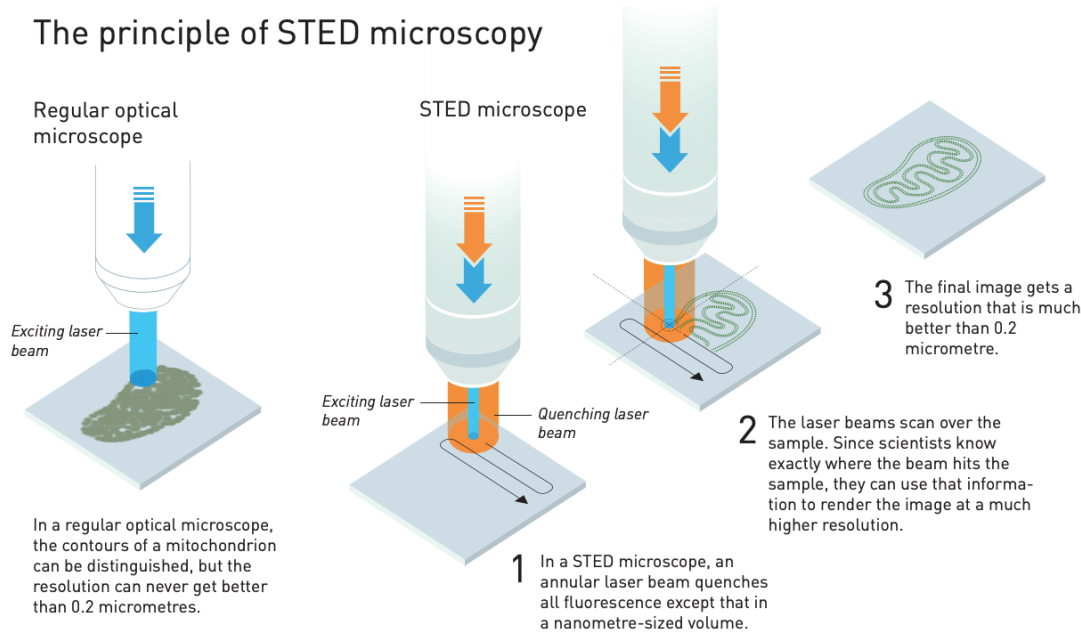 The principle of STED microscopy
Regular optical
microscope
Exciting laser
beam
In a regular optical microscope,
the contours of a mitochondrion
can be distinguished, but the
resolution can never get better
than 0.2 micrometres.
STED microscope
Exciting laser
beam
Quenching laser
beam
1
In a STED microscope, an
annular laser beam quenches
all fluorescence except that in
a nanometre-sized volume.
2
The laser beams scan over the
sample. Since scientists know
exactly where the beam hits the
sample, they can use that informa-
tion to render the image at a much
higher resolution.
3
The final image gets a
resolution that is much
better than 0.2
micrometre.